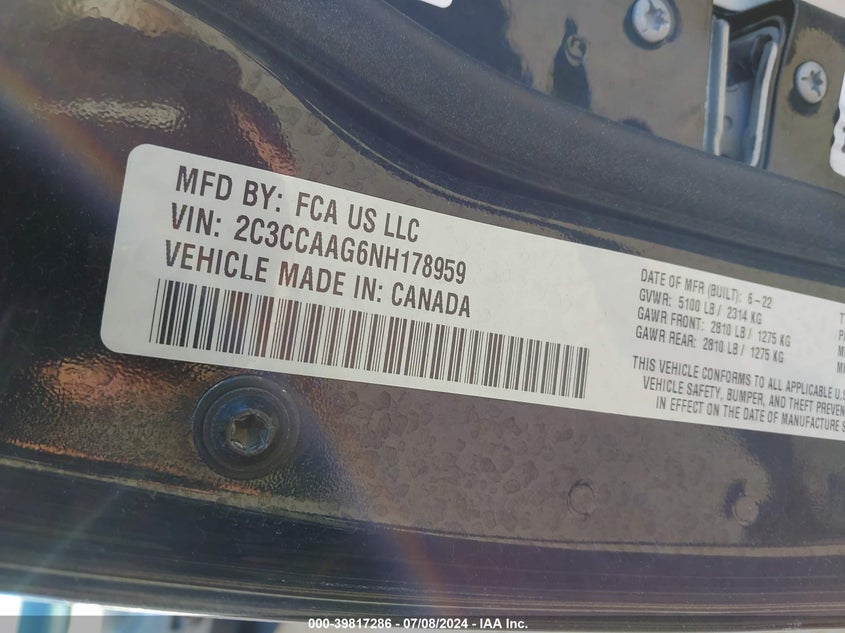 MFD BY: FCA US LLC
VIN: 2C3CCAAG6NH178959
VEHICLE MADE IN: CANADA
DATE OF MFR (BUILT): 6-22
GVWR: 5100 LB / 2314 KG
GAWR FRONT: 2810 LB / 1275 KG
GAWR REAR: 2810 LB / 1275 KG
THIS VEHICLE CONFORMS TO ALL APPLICABLE U.S
VEHICLE SAFETY, BUMPER, AND THEFT PREVEN
IN EFFECT ON THE DATE OF MANUFACTURE S
000-39817286 - 07/08/2024 - IAA Inc.